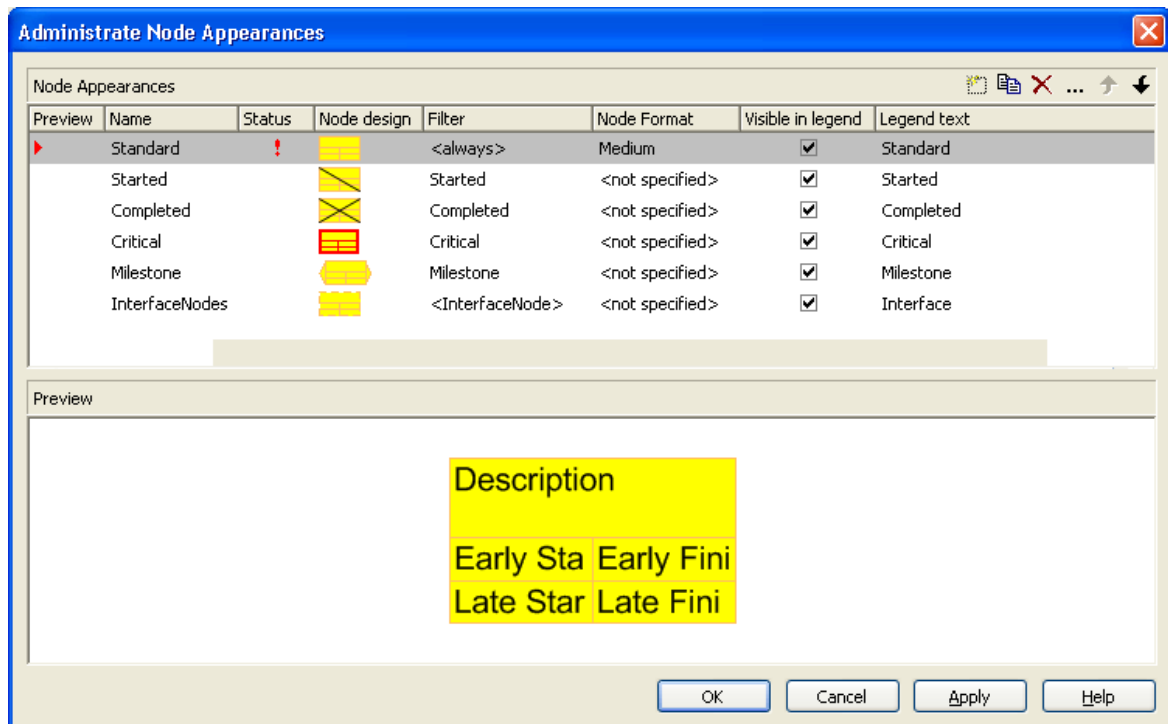 Administrate Node Appearances
Node Appearances ...
Preview Name Status Node design Filter Node Format Visible in legend Legend text
Standard ! <always> Medium Standard
Started Started <not specified> Started
Completed Completed <not specified> Completed
Critical Critical <not specified> Critical
Milestone Milestone <not specified> Milestone
InterfaceNodes <InterfaceNode> <not specified> Interface
Preview
Description
Early Sta Early Fini
Late Star Late Fini
OK Cancel Apply Help